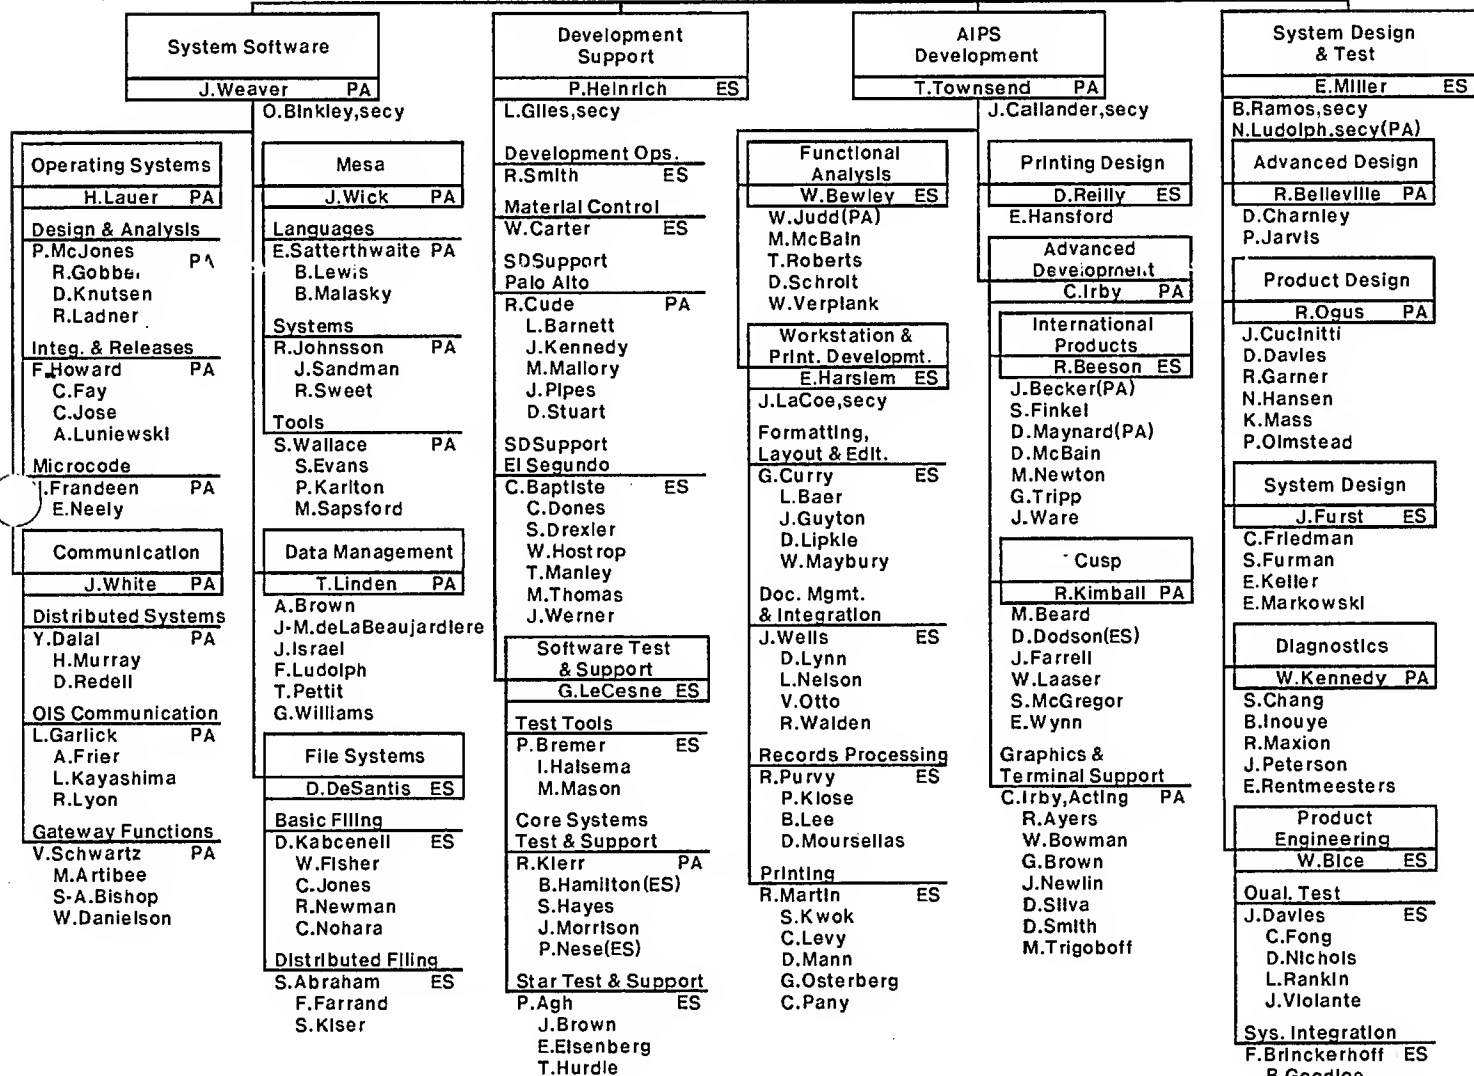 System Software
J.Weaver PA
O.Binkley,secy
Operating Systems
H.Lauer PA
Design & Analysis
P.McJones PA
R.Gobbel
D.Knutsen
R.Ladner
Integ. & Releases
F.Howard PA
C.Fay
C.Jose
A.Luniewski
Microcode
.Frandeen PA
E.Neely
Communication
J.White PA
Distributed Systems
Y.Dalal PA
H.Murray
D.Redell
OIS Communication
L.Garlick PA
A.Frier
L.Kayashima
R.Lyon
Gateway Functions
V.Schwartz PA
M.Artibee
S-A.Bishop
W.Danielson
Mesa
J.Wick PA
Languages
E.Satterthwaite PA
B.Lewis
B.Malasky
Systems
R.Johnsson PA
J.Sandman
R.Sweet
Tools
S.Wallace PA
S.Evans
P.Karlton
M.Sapsford
Data Management
T.Linden PA
A.Brown
J-M.deLaBeaujardiere
J.Israel
F.Ludolph
T.Pettit
G.Williams
File Systems
D.DeSantis ES
Basic Filing
D.Kabcenell ES
W.Fisher
C.Jones
R.Newman
C.Nohara
Distributed Filing
S.Abraham ES
F.Farrand
S.Kiser
Development
Support
P.Heinrich ES
L.Giles,secy
Development Ops.
R.Smith ES
Material Control
W.Carter ES
SDSupport
Palo Alto
R.Cude PA
L.Barnett
J.Kennedy
M.Mallory
J.Pipes
D.Stuart
SDSupport
El Segundo
C.Baptiste ES
C.Dones
S.Drexler
W.Hostrop
T.Manley
M.Thomas
J.Werner
Software Test
& Support
G.LeCesne ES
Test Tools
P.Bremer ES
I.Halsema
M.Mason
Core Systems
Test & Support
R.Kierr PA
B.Hamilton(ES)
S.Hayes
J.Morrison
P.Nese(ES)
Star Test & Support
P.Agh ES
J.Brown
E.Eisenberg
T.Hurdle
AIPS
Development
T.Townsend PA
J.Callander,secy
Functional
Analysis
W.Bewley ES
W.Judd(PA)
M.McBain
T.Roberts
D.Schrolt
W.Verplank
Workstation &
Print. Developmt.
E.Harslem ES
J.LaCoe,secy
Formatting,
Layout & Edit.
G.Curry ES
L.Baer
J.Guyton
D.Lipkie
W.Maybury
Doc. Mgmt.
& Integration
J.Wells ES
D.Lynn
L.Nelson
V.Otto
R.Walden
Records Processing
R.Purvy ES
P.Klose
B.Lee
D.Moursellas
Printing
R.Martin ES
S.Kwok
C.Levy
D.Mann
G.Osterberg
C.Pany
Printing Design
D.Reilly ES
E.Hansford
Advanced
Development
C.Irby PA
International
Products
R.Beeson ES
J.Becker(PA)
S.Finkel
D.Maynard(PA)
D.McBain
M.Newton
G.Tripp
J.Ware
Cusp
R.Kimball PA
M.Beard
D.Dodson(ES)
J.Farrell
W.Laaser
S.McGregor
E.Wynn
Graphics &
Terminal Support
C.Irby,Acting PA
R.Ayers
W.Bowman
G.Brown
J.Newlin
D.Silva
D.Smith
M.Trigoboff
System Design
& Test
E.Miller ES
B.Ramos,secy
N.Ludolph,secy(PA)
Advanced Design
R.Belleville PA
D.Charnley
P.Jarvis
Product Design
R.Ogus PA
J.Cucinitti
D.Davies
R.Garner
N.Hansen
K.Mass
P.Olmstead
System Design
J.Furst ES
C.Friedman
S.Furman
E.Keller
E.Markowski
Diagnostics
W.Kennedy PA
S.Chang
B.Inouye
R.Maxion
J.Peterson
E.Rentmeesters
Product
Engineering
W.Bice ES
Qual. Test
J.Davies ES
C.Fong
D.Nichols
L.Rankin
J.Violante
Sys. Integration
F.Brinckerhoff ES